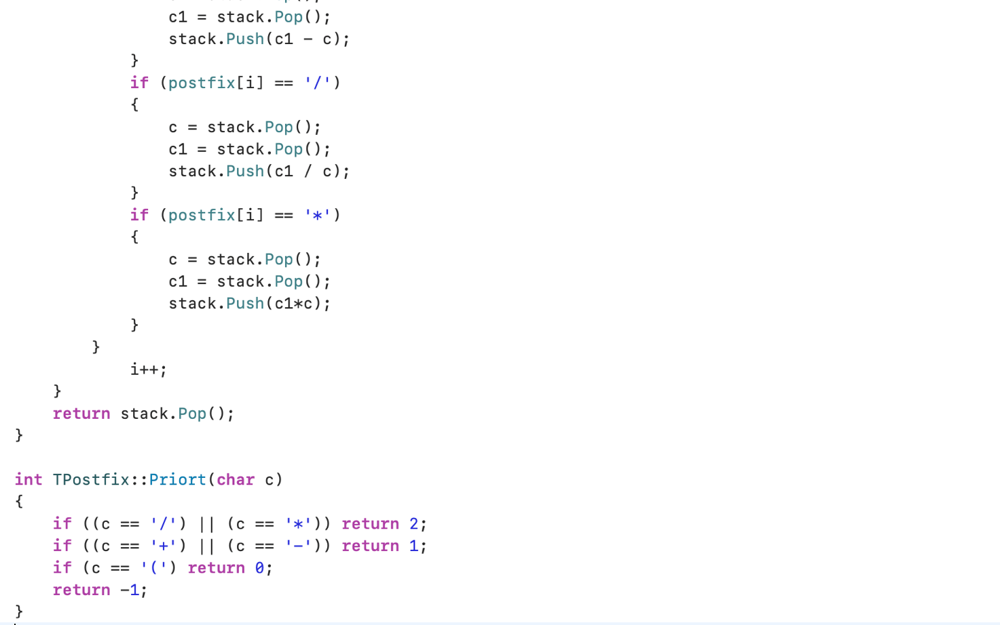 c1 = stack.Pop();
stack.Push(c1 - c);
}
if (postfix[i] == '/')
{
c = stack.Pop();
c1 = stack.Pop();
stack.Push(c1 / c);
}
if (postfix[i] == '*')
{
c = stack.Pop();
c1 = stack.Pop();
stack.Push(c1*c);
}
}
i++;
}
return stack.Pop();
}
int TPostfix::Priort(char c)
{
if ((c == '/') || (c == '*')) return 2;
if ((c == '+') || (c == '-')) return 1;
if (c == '(') return 0;
return -1;
}